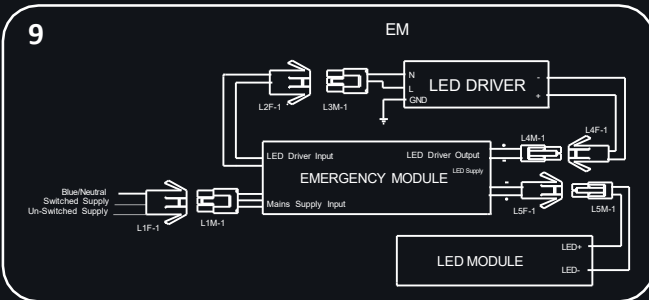 9
EM
N
L
GND
LED DRIVER
-
+
L2F-1
L3M-1
L4M-1
L4F-1
LED Driver Input
LED Driver Output
EMERGENCY MODULE
LED Supply
Mains Supply Input
-
+
-
+
Blue/Neutral
Switched Supply
Un-Switched Supply
L1F-1
L1M-1
L5F-1
L5M-1
LED+
LED MODULE
LED-